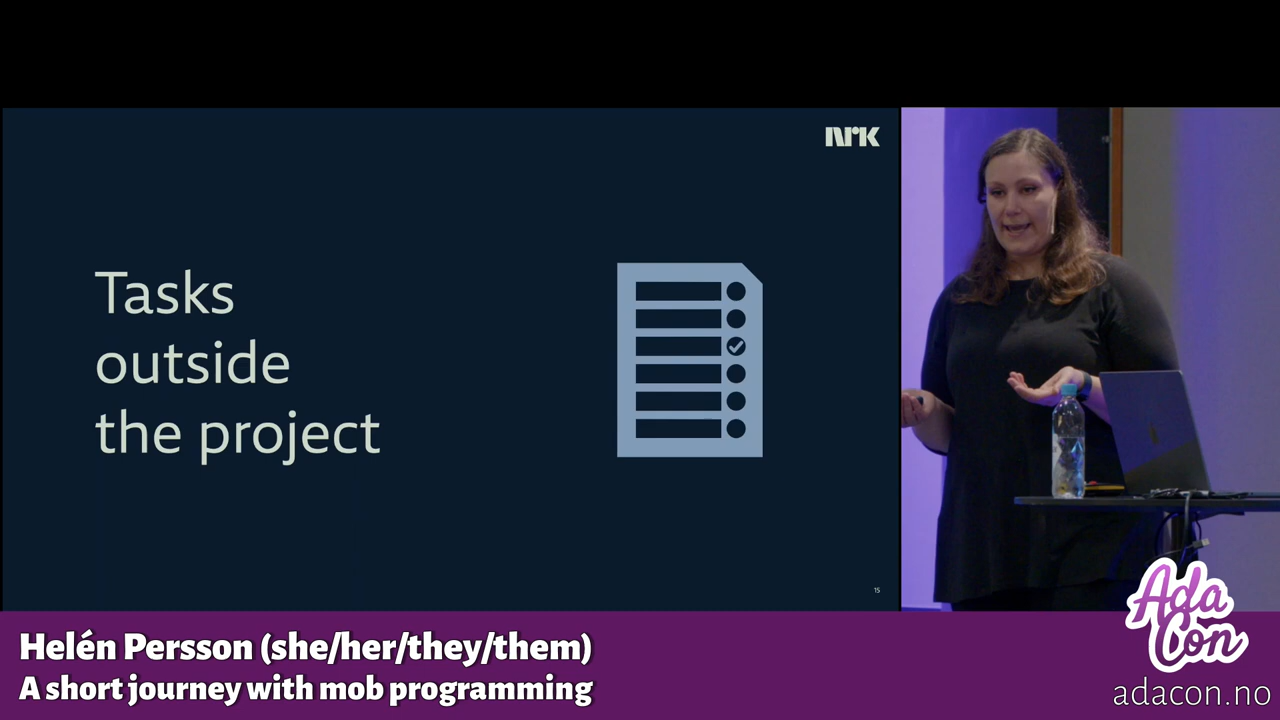 NRK
Tasks
outside
the project
15
Helén Persson (she/her/they/them)
A short journey with mob programming
Ada
Con
adacon.no